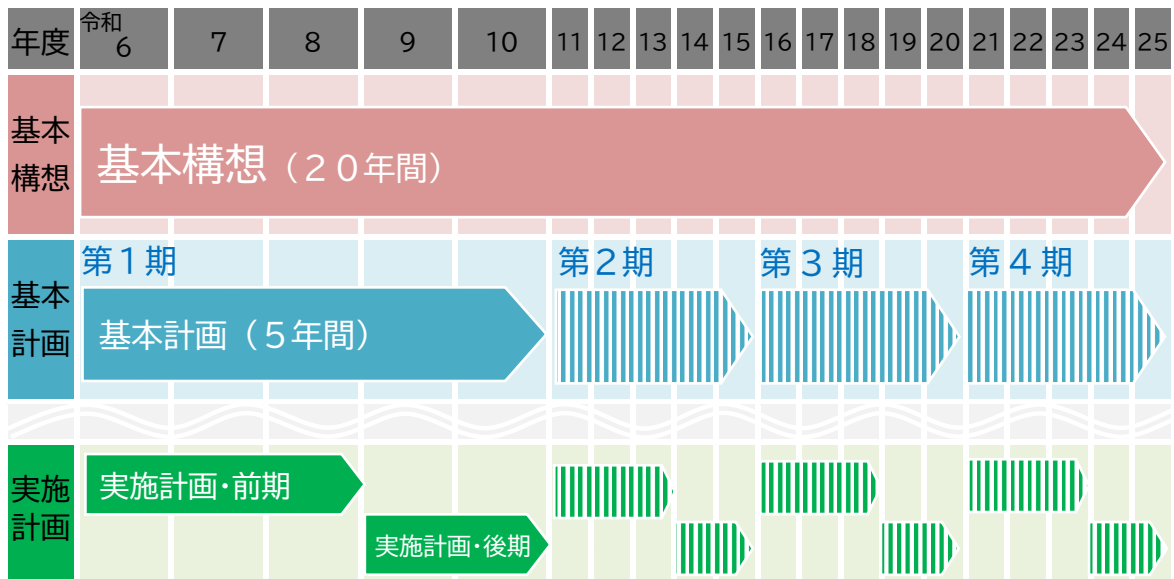 年度 令和 6 7 8 9 10 11 12 13 14 15 16 17 18 19 20 21 22 23 24 25
基本
構想
基本構想（２０年間）
第１期 第２期 第３期 第４期
基本
計画
基本計画（５年間）
実施
計画
実施計画・前期
実施計画・後期